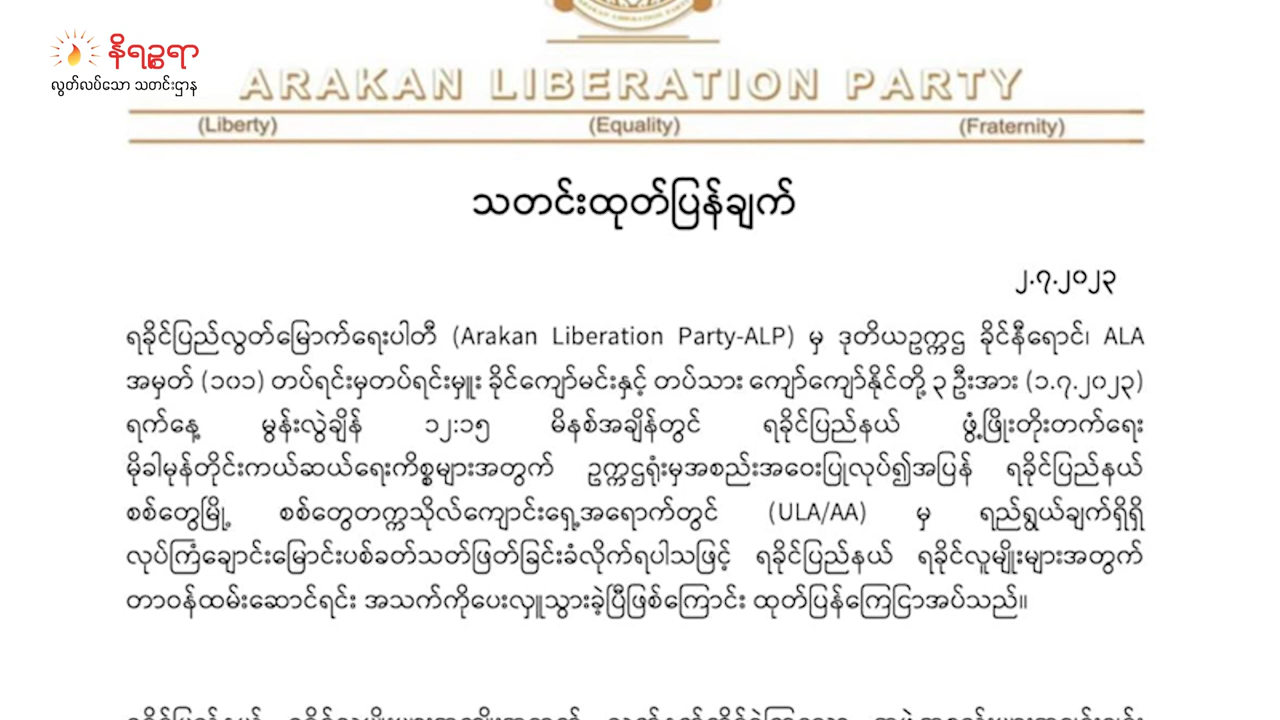 နိရဉ္စရာ
လွတ်လပ်သော သတင်းဌာန
ARAKAN LIBERATION PARTY
ARAKAN LIBERATION PARTY
(Liberty) (Equality) (Fraternity)
သတင်းထုတ်ပြန်ချက်
၂.၇.၂၀၂၃
ရခိုင်ပြည်လွတ်မြောက်ရေးပါတီ (Arakan Liberation Party-ALP) မှ ဒုတိယဥက္ကဌ ခိုင်နီရောင်၊ ALA
အမှတ် (၁၀၁) တပ်ရင်းမှတပ်ရင်းမှူး ခိုင်ကျော်မင်းနှင့် တပ်သား ကျော်ကျော်နိုင်တို့ ၃ ဦးအား (၁.၇.၂၀၂၃)
ရက်နေ့ မွန်းလွဲချိန် ၁၂:၁၅ မိနစ်အချိန်တွင် ရခိုင်ပြည်နယ် ဖွံ့ဖြိုးတိုးတက်ရေး
မိုခါမုန်တိုင်းကယ်ဆယ်ရေးကိစ္စများအတွက် ဥက္ကဌရုံးမှအစည်းအဝေးပြုလုပ်၍အပြန် ရခိုင်ပြည်နယ်
စစ်တွေမြို့ စစ်တွေတက္ကသိုလ်ကျောင်းရှေ့အရောက်တွင် (ULA/AA) မှ ရည်ရွယ်ချက်ရှိရှိ
လုပ်ကြံချောင်းမြောင်းပစ်ခတ်သတ်ဖြတ်ခြင်းခံလိုက်ရပါသဖြင့် ရခိုင်ပြည်နယ် ရခိုင်လူမျိုးများအတွက်
တာဝန်ထမ်းဆောင်ရင်း အသက်ကိုပေးလှူသွားခဲ့ပြီဖြစ်ကြောင်း ထုတ်ပြန်ကြေငြာအပ်သည်။